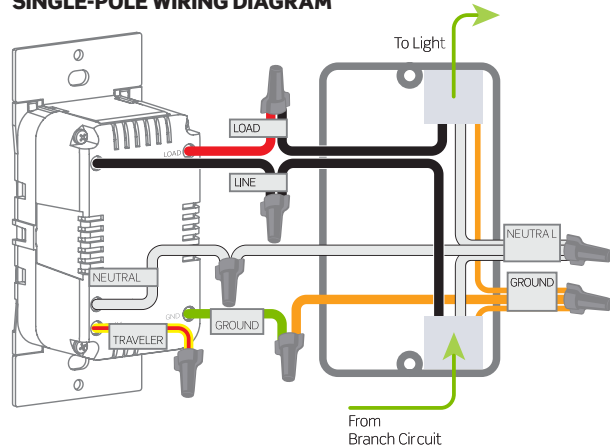 SINGLE-POLE WIRING DIAGRAM
To Light
LOAD
LOAD
LINE
NEUTRAL
NEUTRAL
GROUND
GND
GROUND
TRAVELER
From
Branch Circuit